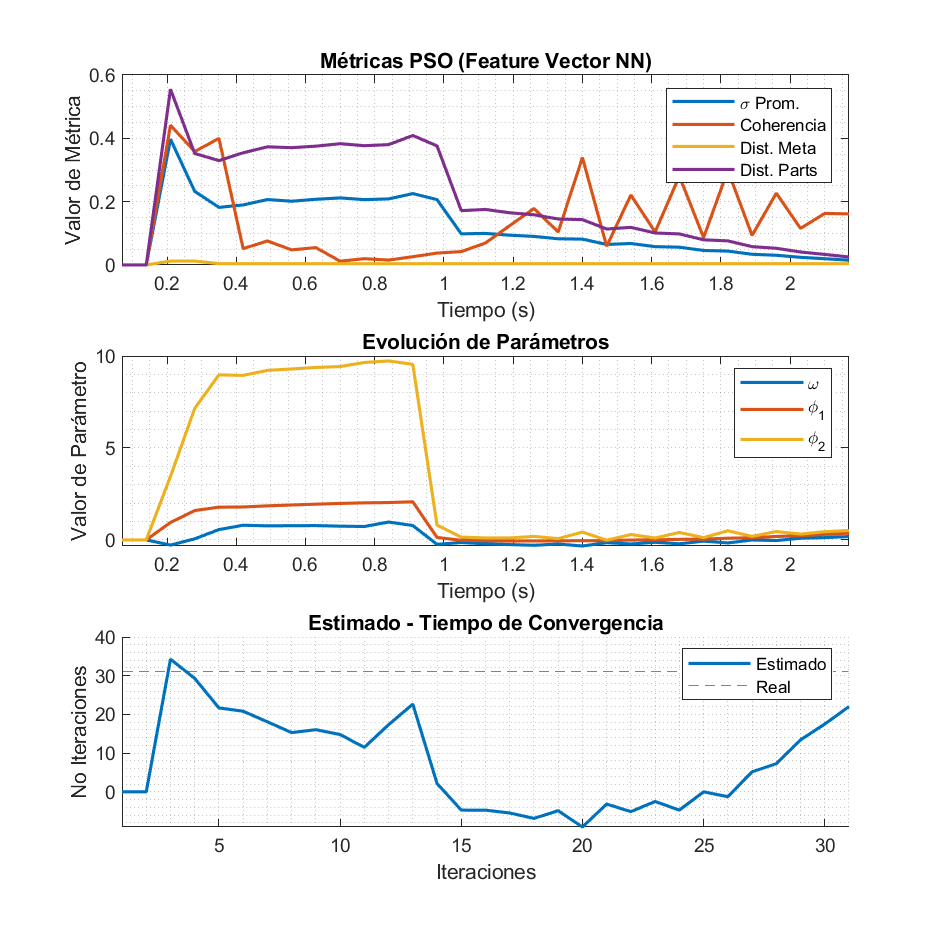 Métricas PSO (Feature Vector NN)
Valor de Métrica
0.6
0.4
0.2
0
σ Prom.
Coherencia
Dist. Meta
Dist. Parts
0.2 0.4 0.6 0.8 1 1.2 1.4 1.6 1.8 2
Tiempo (s)
Evolución de Parámetros
Valor de Parámetro
10
5
0
ω
ϕ1
ϕ2
0.2 0.4 0.6 0.8 1 1.2 1.4 1.6 1.8 2
Tiempo (s)
Estimado - Tiempo de Convergencia
No Iteraciones
40
30
20
10
0
Estimado
Real
5 10 15 20 25 30
Iteraciones